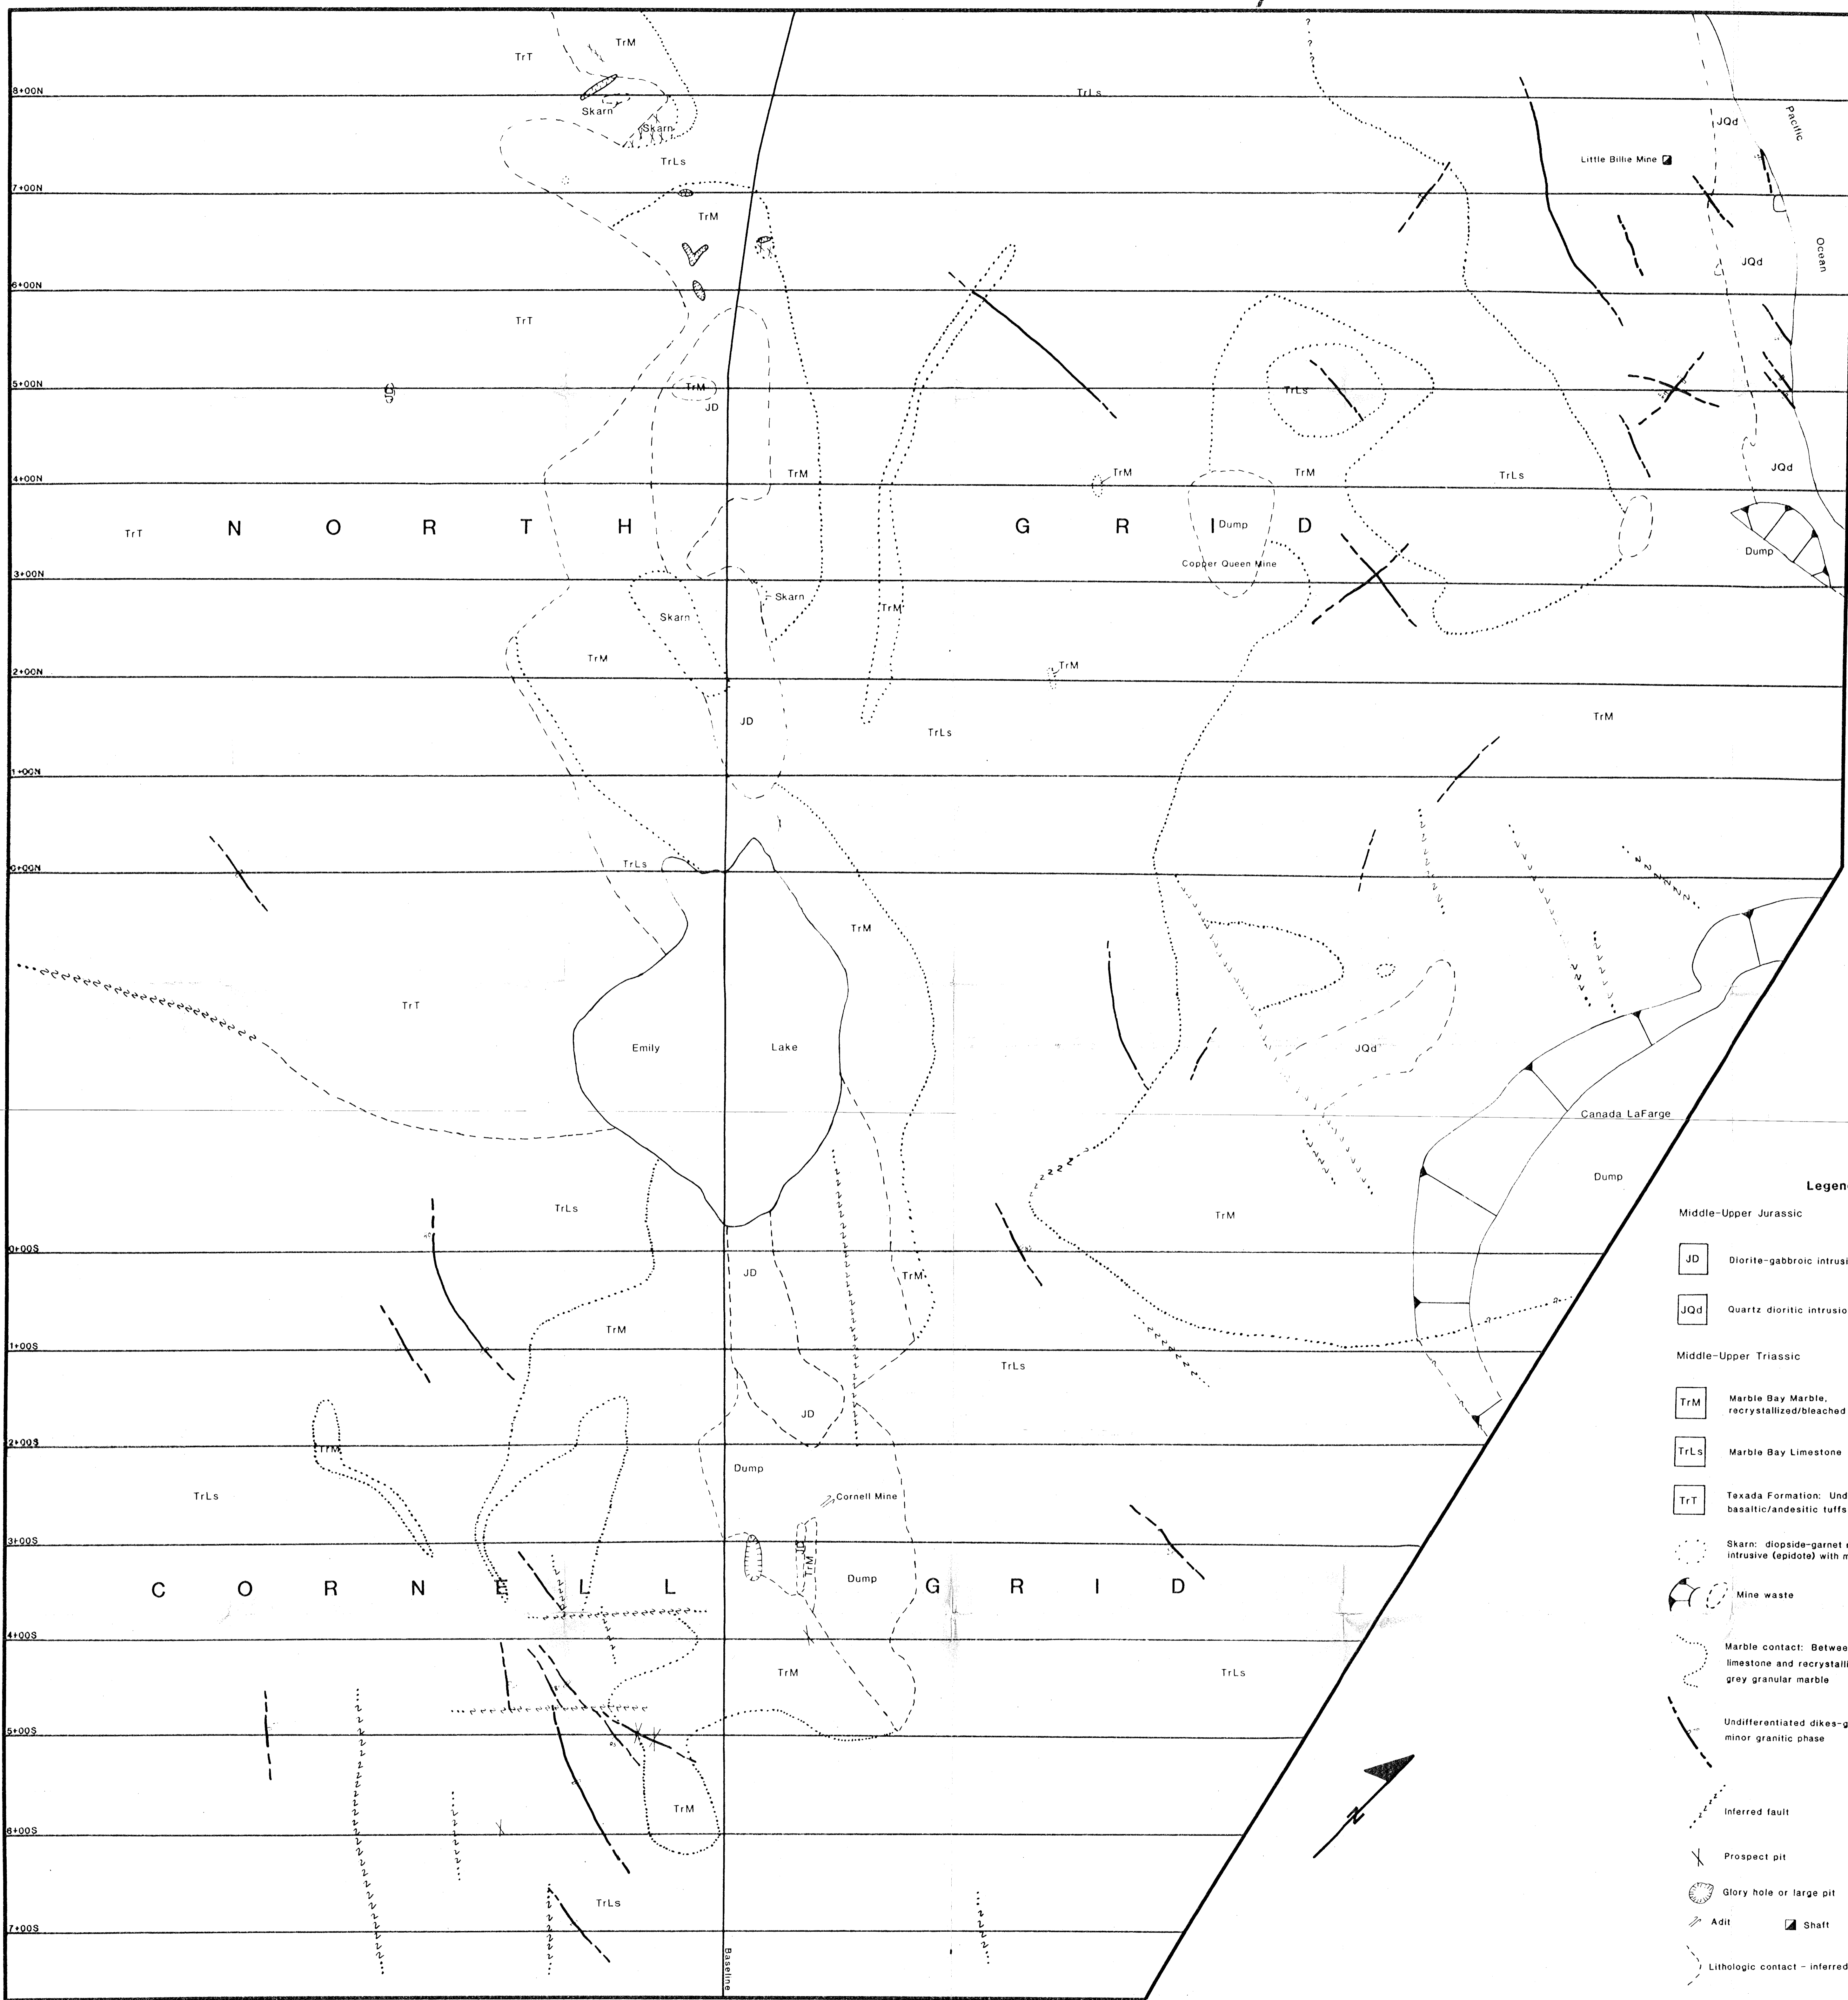 TrT
TrM
8+00N
TrLs
Skarn
Skarn
JQd
Pacific
Little Billie Mine
TrLs
7+00N
TrM
Ocean
JQd
6+00N
TrT
5+00N
TrM
JD
TrLs
TrM
TrM
TrM
TrLs
JQd
4+00N
TrT
NORTH GRID
Dump
Dump
Copper Queen Mine
3+00N
Skarn
Skarn
TrM
TrM
TrM
2+00N
JD
TrLs
TrM
1+00N
TrLs
0+00N
TrM
TrT
Emily Lake
JQd
Canada LaFarge
Dump
TrLs
TrM
0+00S
JD
TrM
TrM
1+00S
TrLs
JD
2+00S
TrM
Dump
TrLs
Cornell Mine
3+00S
JD
TrM
Dump
CORNELL GRID
4+00S
TrM
TrLs
5+00S
TrM
N
6+00S
TrLs
7+00S
Baseline
Legen
Middle-Upper Jurassic
JD
Diorite-gabbroic intrusi
JQd
Quartz dioritic intrusio
Middle-Upper Triassic
TrM
Marble Bay Marble,
recrystallized/bleached
TrLs
Marble Bay Limestone
TrT
Texada Formation: Und
basaltic/andesitic tuffs
Skarn: diopside-garnet
intrusive (epidote) with m
Mine waste
Marble contact: Betwee
limestone and recrystalli
grey granular marble
Undifferentiated dikes-g
minor granitic phase
Inferred fault
Prospect pit
Glory hole or large pit
Adit
Shaft
Lithologic contact - inferred